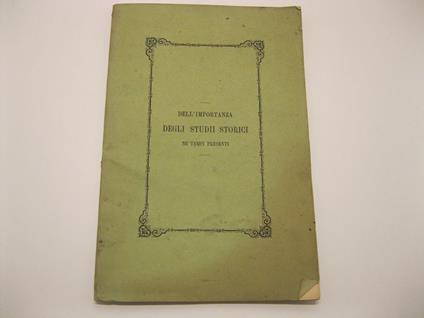 DELL'IMPORTANZA
DEGLI STUDII STORICI
NE' TEMPI PRESENTI